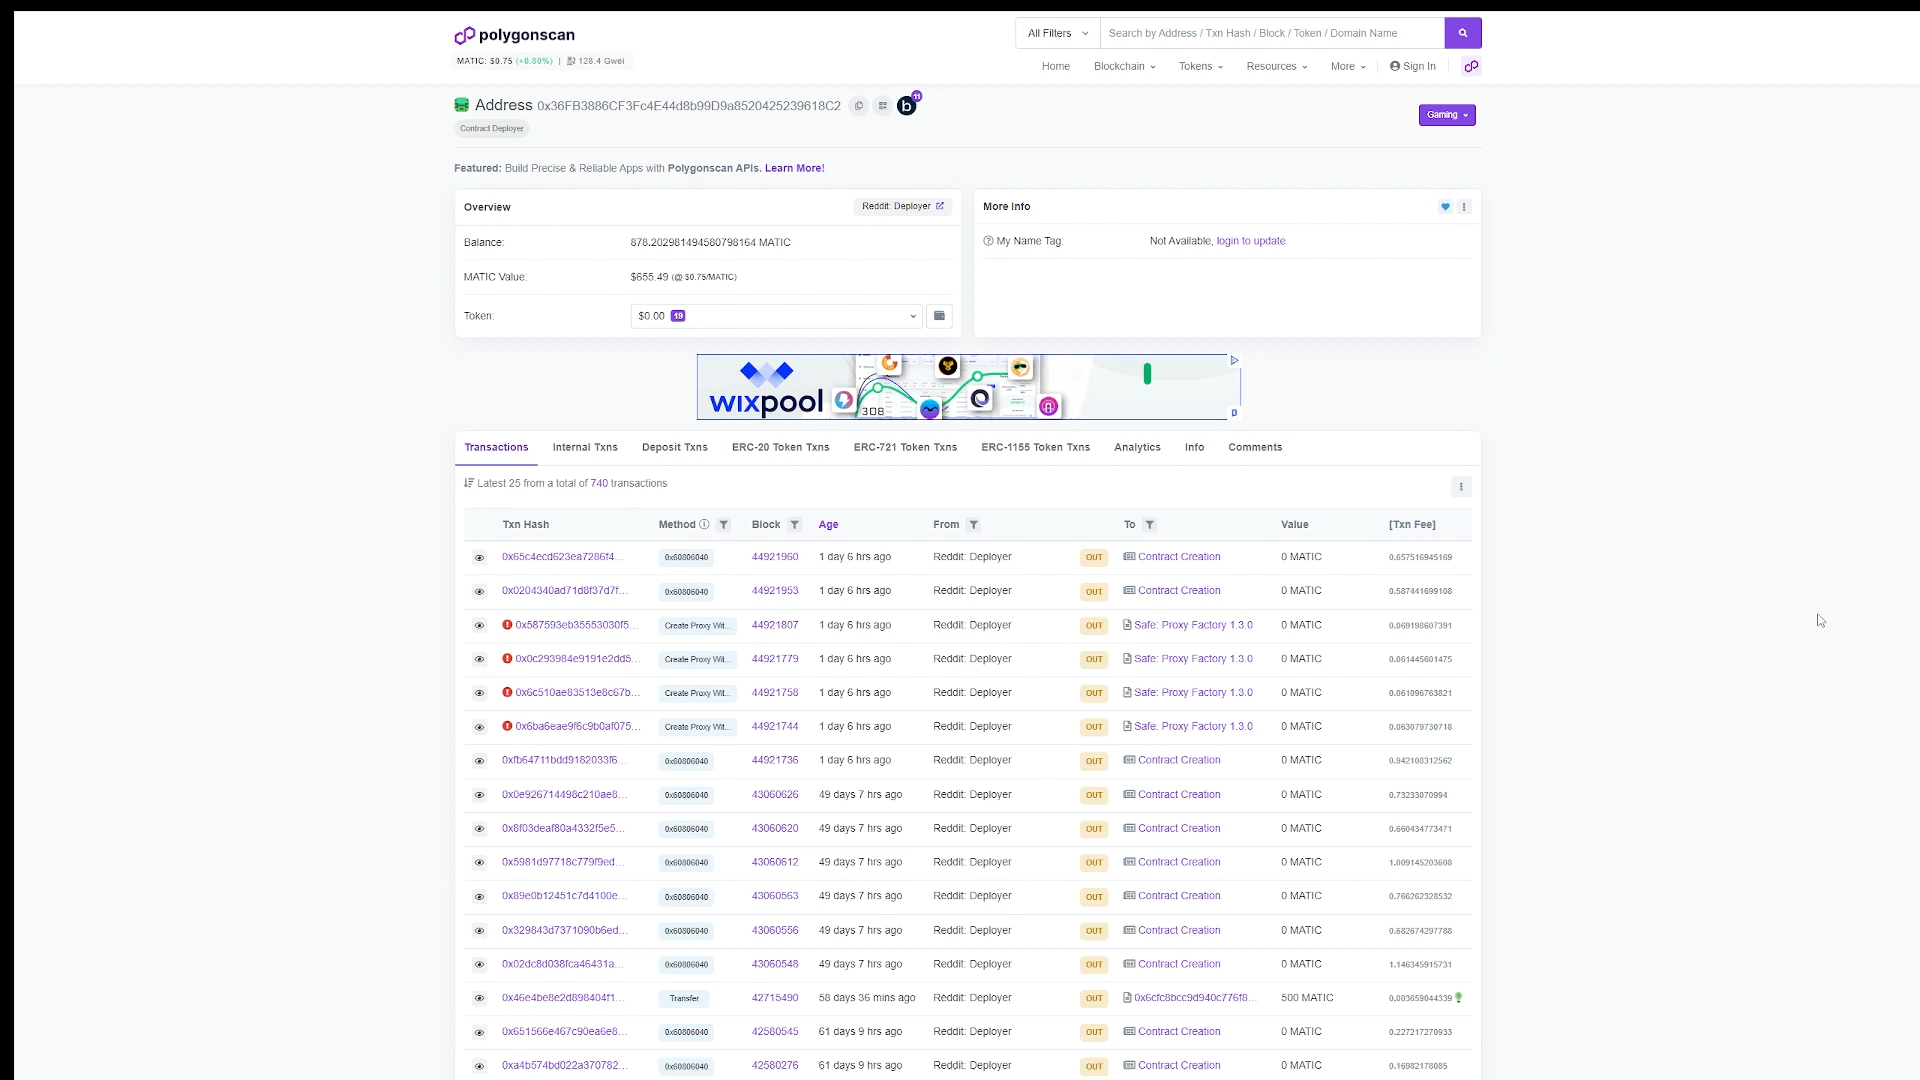 polygonscan
MATIC: $0.75 (+0.80%) | 128.4 Gwei
All Filters
Search by Address / Txn Hash / Block / Token / Domain Name
Home Blockchain Tokens Resources More Sign In
Address 0x36FB3886CF3Fc4E44d8b99D9a8520425239618C2
11
Contract Deployer
Gaming
Featured: Build Precise & Reliable Apps with Polygonscan APIs. Learn More!
Overview
Reddit: Deployer
Balance: 878.202981494580798164 MATIC
MATIC Value: $655.49 (@ $0.75/MATIC)
Token: $0.00 19
More Info
My Name Tag: Not Available, login to update
wixpool
308
Transactions Internal Txns Deposit Txns ERC-20 Token Txns ERC-721 Token Txns ERC-1155 Token Txns Analytics Info Comments
Latest 25 from a total of 740 transactions
Txn Hash Method Block Age From To Value [Txn Fee]
0x65c4ecd623ea7286f4... 0x60806040 44921960 1 day 6 hrs ago Reddit: Deployer OUT Contract Creation 0 MATIC 0.657516945169
0x0204340ad71d8f37d7f... 0x60806040 44921953 1 day 6 hrs ago Reddit: Deployer OUT Contract Creation 0 MATIC 0.587441699108
0x587593eb35553030f5... Create Proxy Wit... 44921807 1 day 6 hrs ago Reddit: Deployer OUT Safe: Proxy Factory 1.3.0 0 MATIC 0.069198607391
0x0c293984e9191e2dd5... Create Proxy Wit... 44921779 1 day 6 hrs ago Reddit: Deployer OUT Safe: Proxy Factory 1.3.0 0 MATIC 0.061445601475
0x6c510ae83513e8c67b... Create Proxy Wit... 44921758 1 day 6 hrs ago Reddit: Deployer OUT Safe: Proxy Factory 1.3.0 0 MATIC 0.061096763821
0x6ba6eae9f6c9b0af075... Create Proxy Wit... 44921744 1 day 6 hrs ago Reddit: Deployer OUT Safe: Proxy Factory 1.3.0 0 MATIC 0.063079730718
0xfb64711bdd9182033f6... 0x60806040 44921736 1 day 6 hrs ago Reddit: Deployer OUT Contract Creation 0 MATIC 0.942108312562
0x0e926714498c210ae8... 0x60806040 43060626 49 days 7 hrs ago Reddit: Deployer OUT Contract Creation 0 MATIC 0.73233070994
0x8f03deaf80a4332f5e5... 0x60806040 43060620 49 days 7 hrs ago Reddit: Deployer OUT Contract Creation 0 MATIC 0.660434773471
0x5981d97718c779f9ed... 0x60806040 43060612 49 days 7 hrs ago Reddit: Deployer OUT Contract Creation 0 MATIC 1.009145203608
0x89e0b12451c7d4100e... 0x60806040 43060563 49 days 7 hrs ago Reddit: Deployer OUT Contract Creation 0 MATIC 0.766262328532
0x329843d7371090b6ed... 0x60806040 43060556 49 days 7 hrs ago Reddit: Deployer OUT Contract Creation 0 MATIC 0.682674297788
0x02dc8d038fca46431a... 0x60806040 43060548 49 days 7 hrs ago Reddit: Deployer OUT Contract Creation 0 MATIC 1.146345915731
0x46e4be8e2d898404f1... Transfer 42715490 58 days 36 mins ago Reddit: Deployer OUT 0x6cfc8bcc9d940c776f8... 500 MATIC 0.003659044339
0x651566e467c90ea6e8... 0x60806040 42580545 61 days 9 hrs ago Reddit: Deployer OUT Contract Creation 0 MATIC 0.227217270933
0xa4b574bd022a370782... 0x60806040 42580276 61 days 9 hrs ago Reddit: Deployer OUT Contract Creation 0 MATIC 0.16982178085